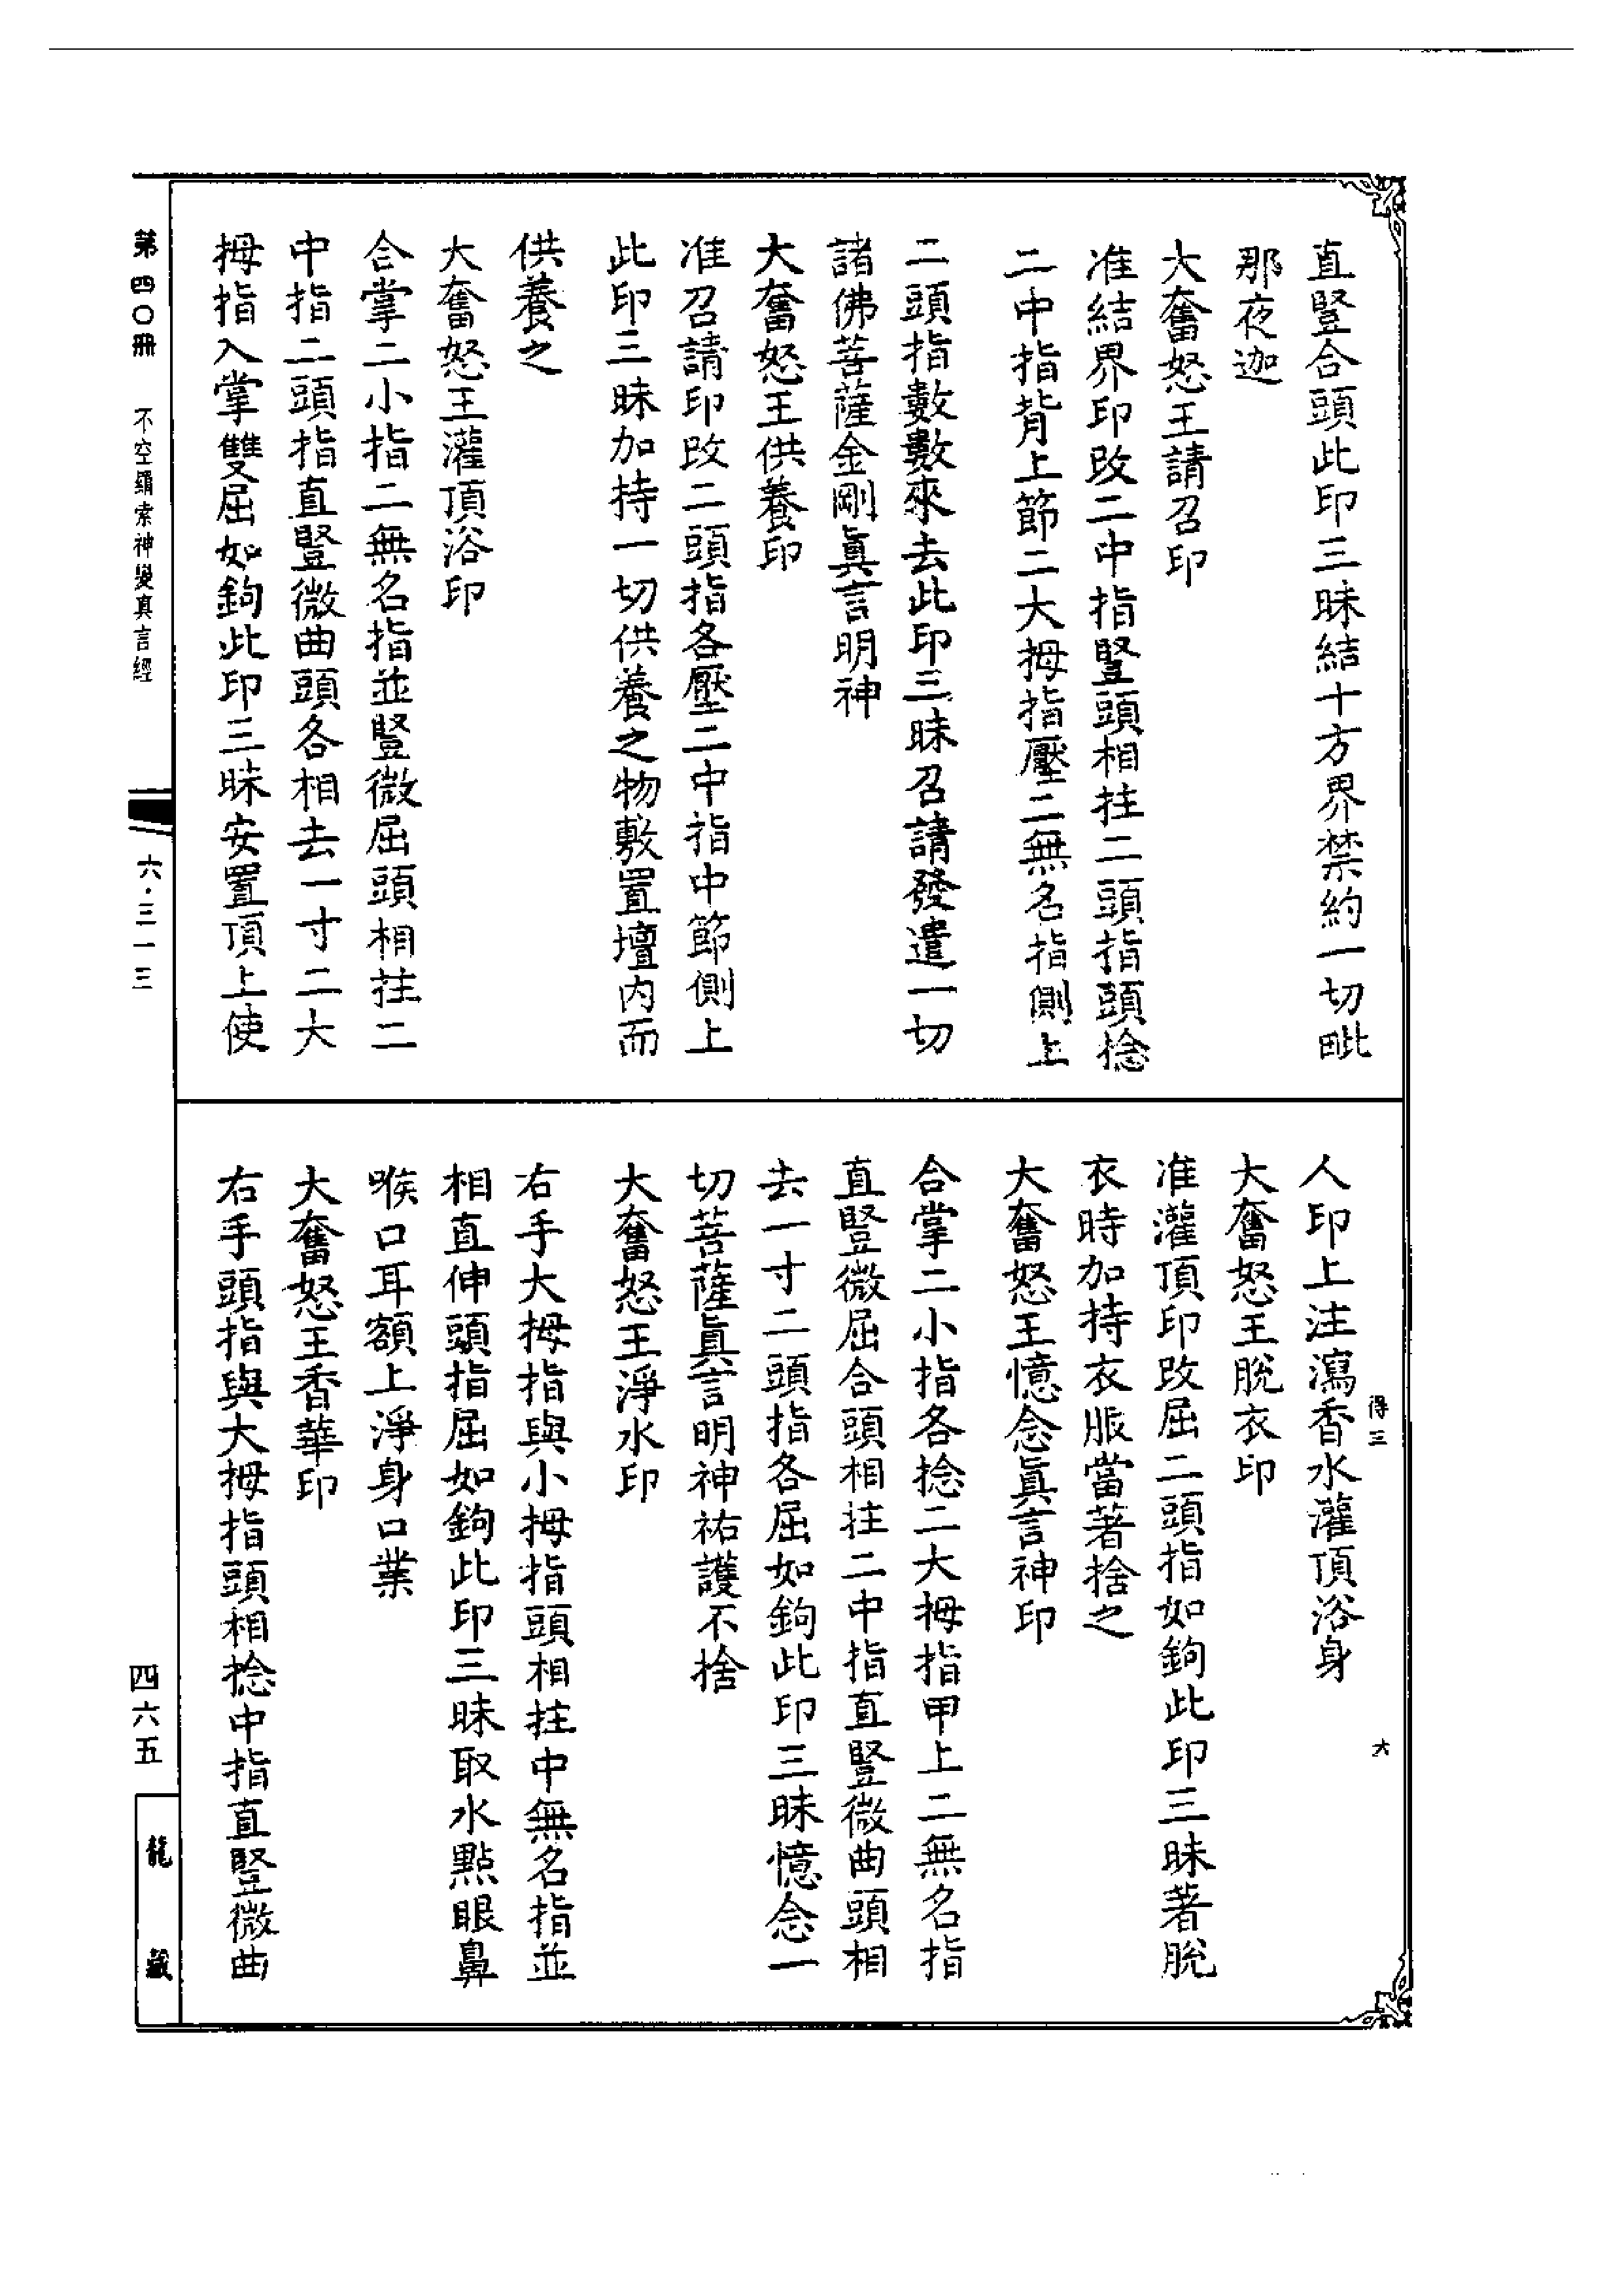 直豎合頭此印三昧結十方界禁約一切毗
那夜迦
大奮怒王請召印
准結界印改二中指豎頭相拄二頭指頭捻
二中指背上節二大拇指壓二無名指側上
二頭指數數來去此印三昧召請發遣一切
諸佛菩薩金剛眞言明神
大奮怒王供養印
准召請印改二頭指各壓二中指中節側上
此印三昧加持一切供養之物敷置壇内而
供養之
大奮怒王灌頂浴印
合掌二小指二無名指並豎微屈頭相拄二
中指二頭指直豎微曲頭各相去一寸二大
拇指入掌雙屈如鉤此印三昧安置頂上使
人印上注瀉香水灌頂浴身
大奮怒王脫衣印
准灌頂印改屈二頭指如鉤此印三昧著脫
衣時加持衣服當著捨之
大奮怒王憶念眞言神印
合掌二小指各捻二大拇指甲上二無名指
直豎微屈合頭相拄二中指直豎微曲頭相
去一寸二頭指各屈如鉤此印三昧憶念一
切菩薩眞言明神祐護不捨
大奮怒王淨水印
右手大拇指與小拇指頭相拄中無名指並
相直伸頭指屈如鉤此印三昧取水點眼鼻
喉口耳額上淨身口業
大奮怒王香華印
右手頭指與大拇指頭相捻中指直豎微曲
得三
六
第四〇冊
不空羂索神變真言經
六·三一三
四六五
龍藏